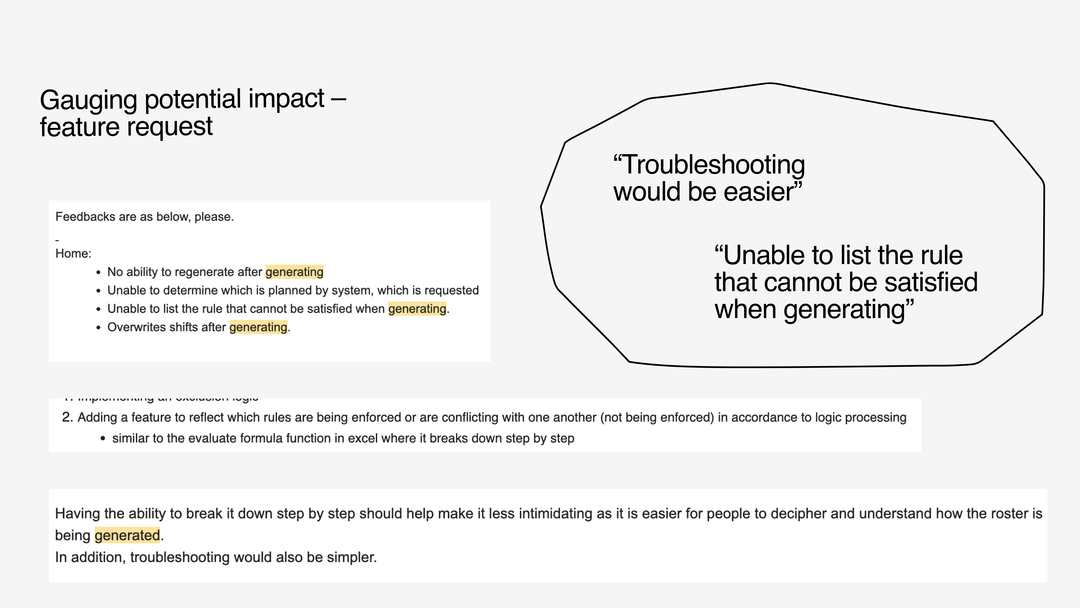 Gauging potential impact –
feature request
“Troubleshooting
would be easier”
“Unable to list the rule
that cannot be satisfied
when generating”
Feedbacks are as below, please.
-
Home:
• No ability to regenerate after generating
• Unable to determine which is planned by system, which is requested
• Unable to list the rule that cannot be satisfied when generating.
• Overwrites shifts after generating.
1. Implementing an exclusion logic
2. Adding a feature to reflect which rules are being enforced or are conflicting with one another (not being enforced) in accordance to logic processing
• similar to the evaluate formula function in excel where it breaks down step by step
Having the ability to break it down step by step should help make it less intimidating as it is easier for people to decipher and understand how the roster is
being generated.
In addition, troubleshooting would also be simpler.